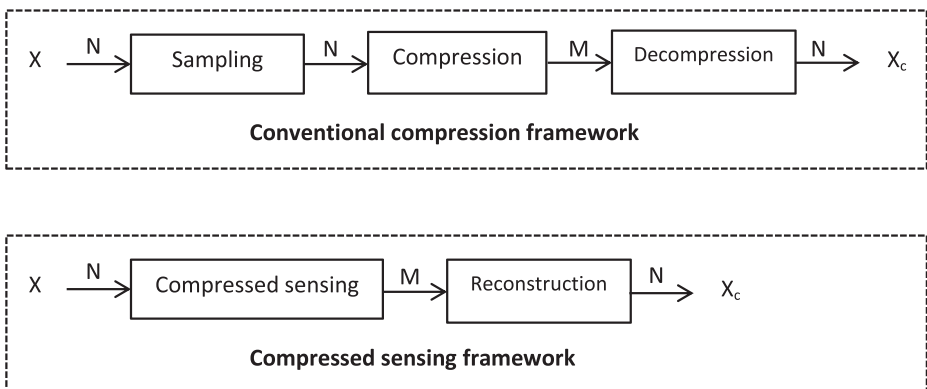 X N Sampling N Compression M Decompression N Xc
Conventional compression framework
X N Compressed sensing M Reconstruction N Xc
Compressed sensing framework